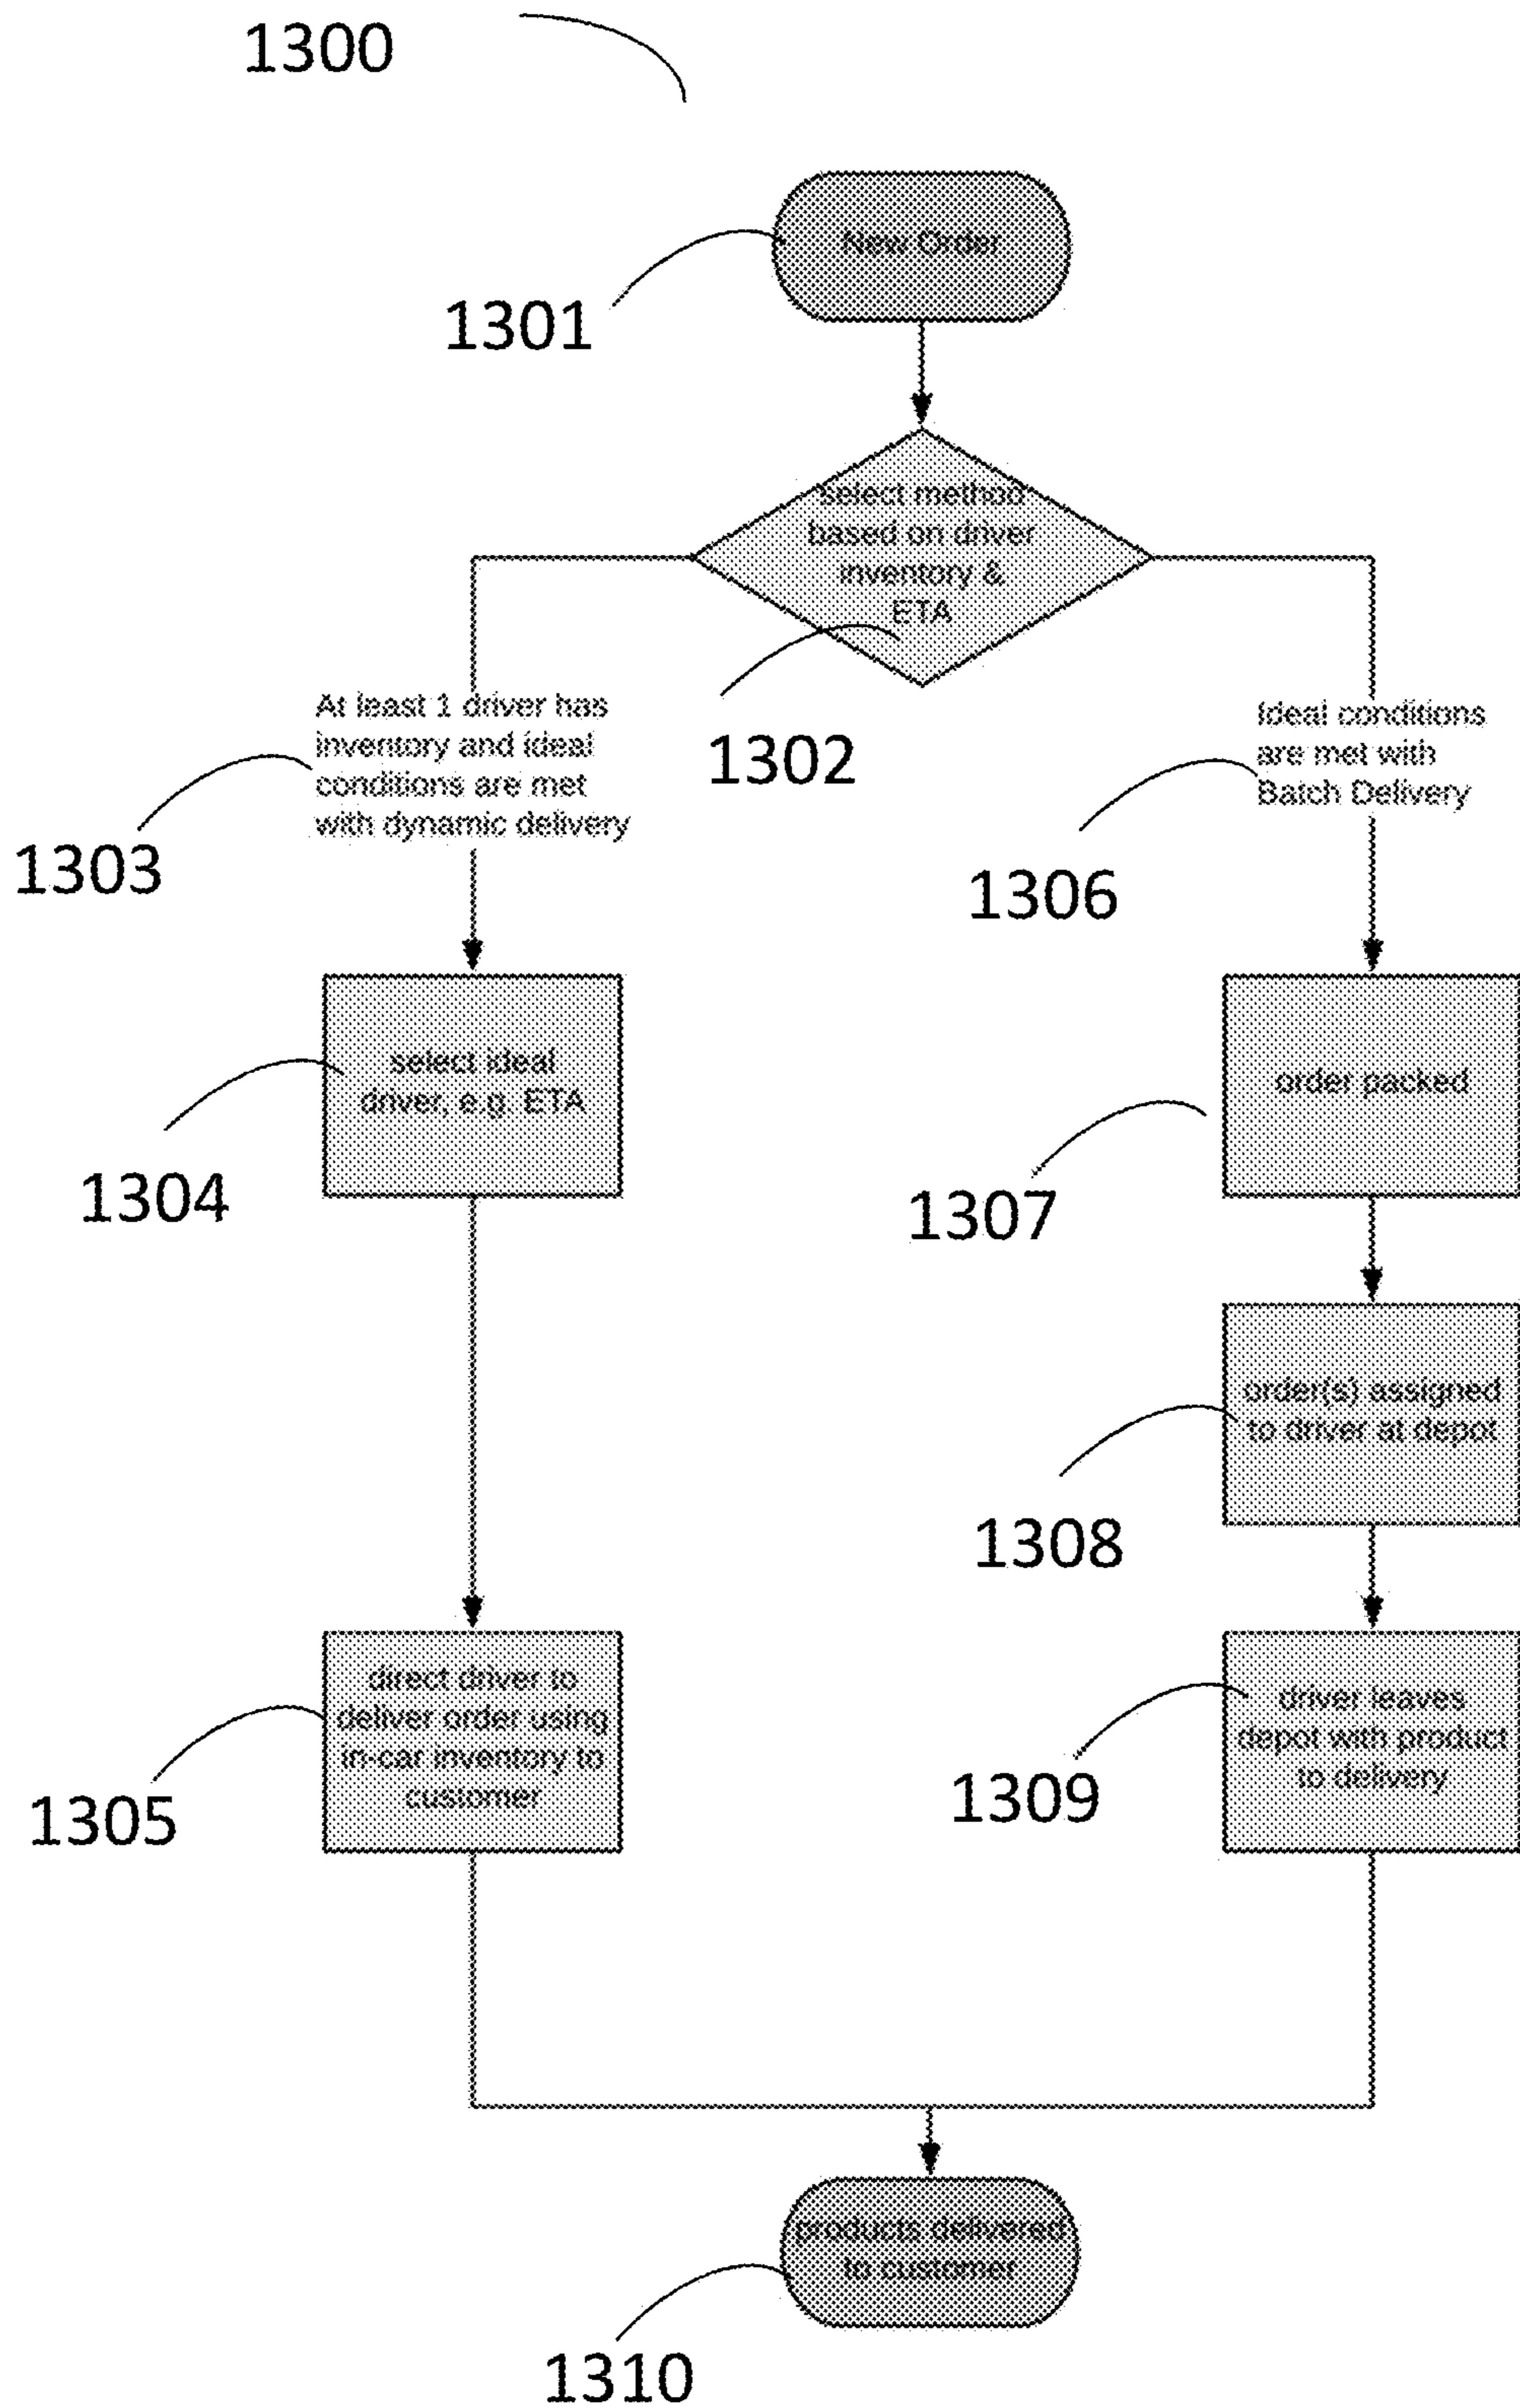 1300
New Order
1301
select method
based on driver
inventory &
ETA
1302
At least 1 driver has
inventory and ideal
conditions are met
with dynamic delivery
1303
Ideal conditions
are met with
Batch Delivery
1306
select ideal
driver, e.g. ETA
1304
order packed
1307
order(s) assigned
to driver at depot
1308
direct driver to
deliver order using
in-car inventory to
customer
1305
driver leaves
depot with product
to delivery
1309
products delivered
to customer
1310